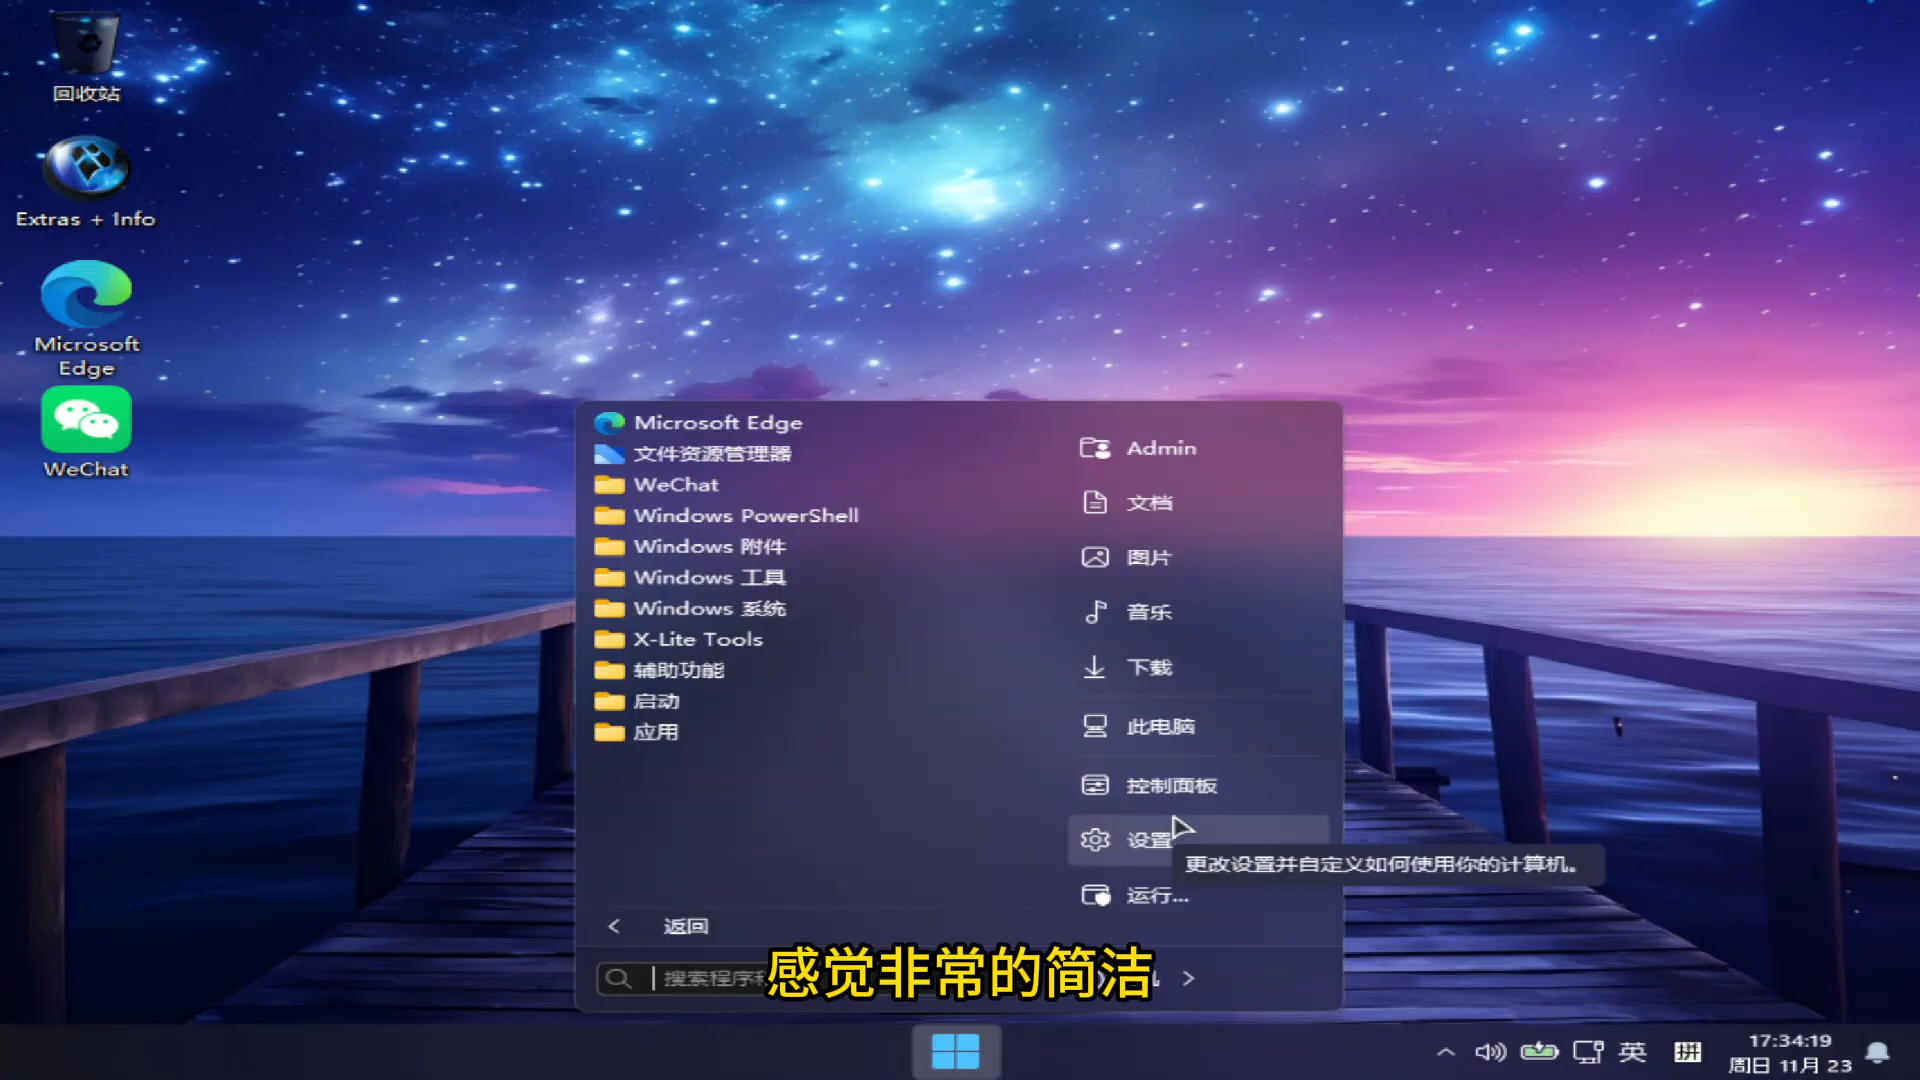 回收站
Extras + Info
Microsoft
Edge
WeChat
Microsoft Edge
文件资源管理器
WeChat
Windows PowerShell
Windows 附件
Windows 工具
Windows 系统
X-Lite Tools
辅助功能
启动
应用
返回
搜索程序
Admin
文档
图片
音乐
下载
此电脑
控制面板
设置
更改设置并自定义如何使用你的计算机。
运行...
感觉非常的简洁
英
拼
17:34:19
周日 11月 23